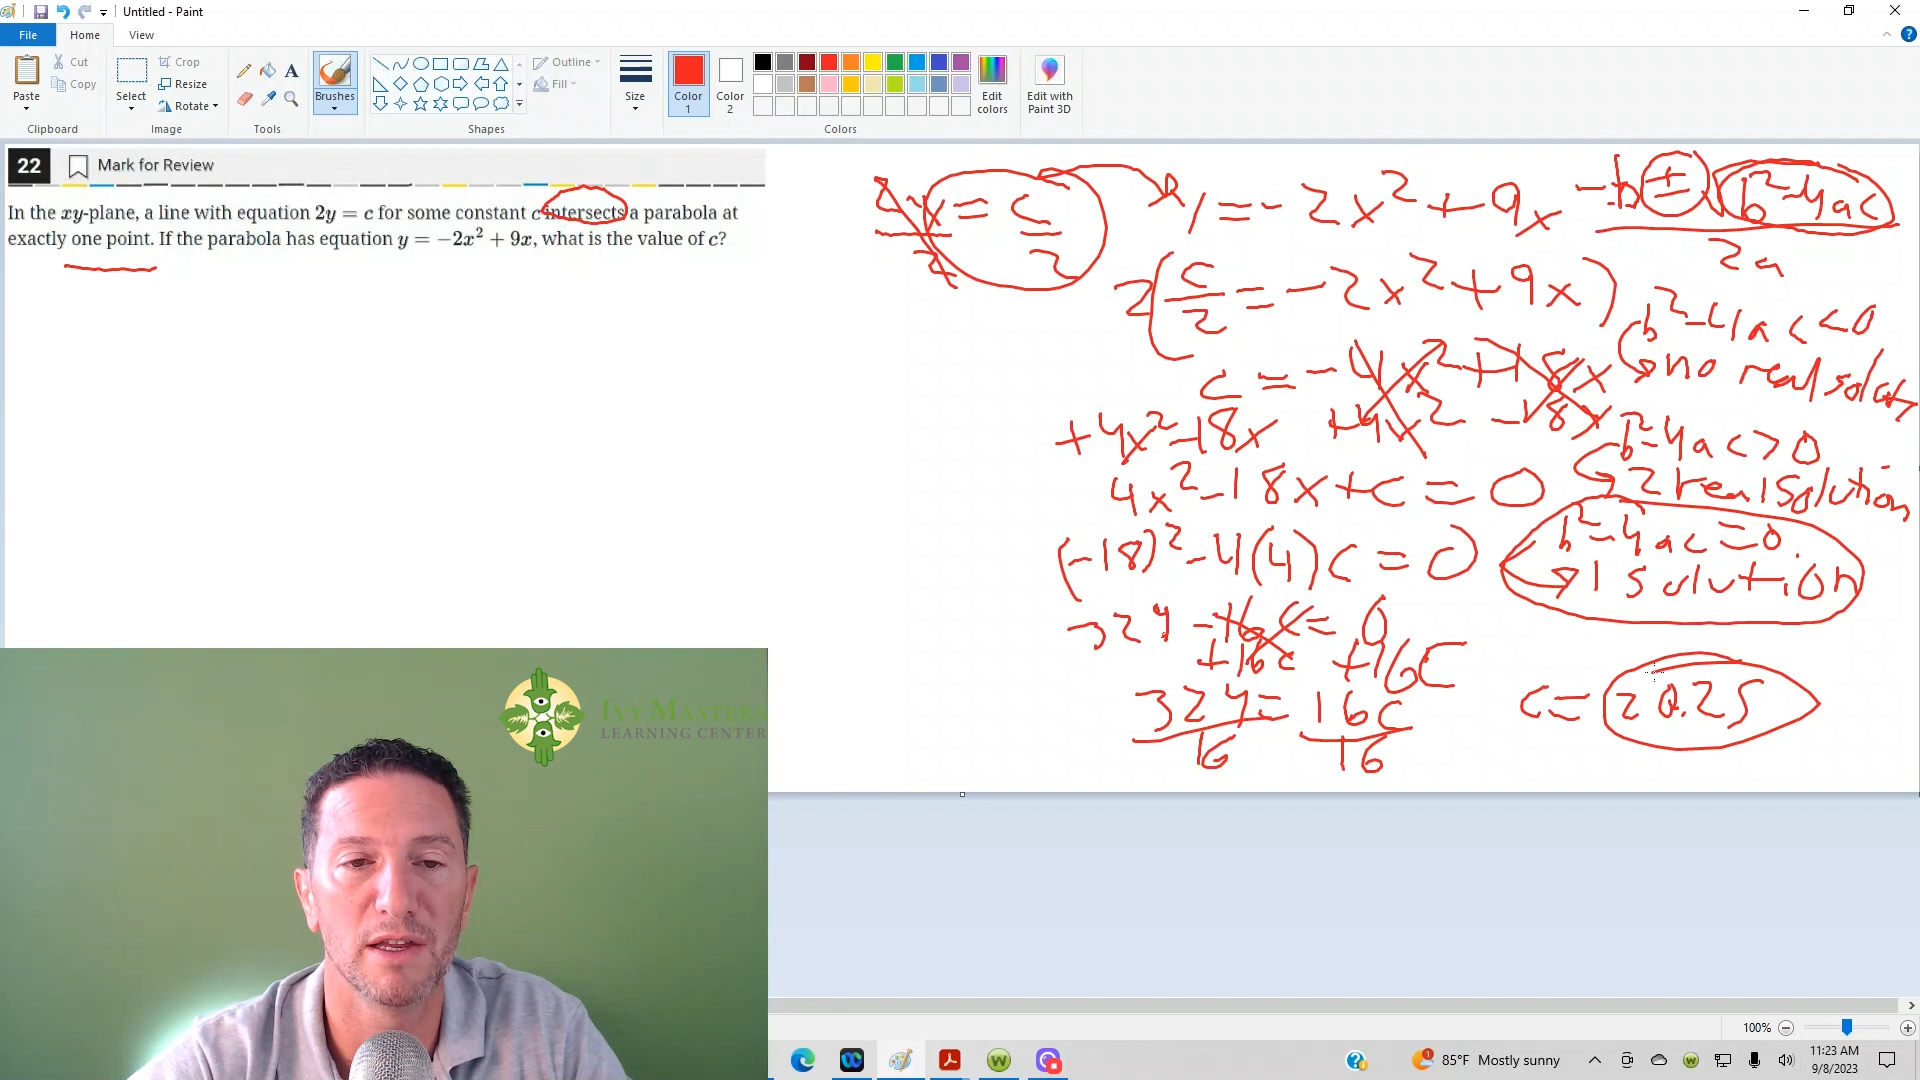 Untitled - Paint
File Home View
Paste
Cut
Copy
Clipboard
Select
Crop
Resize
Rotate
Image
Tools
Brushes
Shapes
Outline
Fill
Size
Color 1
Color 2
Colors
Edit colors
Edit with Paint 3D
22 Mark for Review
In the xy-plane, a line with equation 2y = c for some constant c intersects a parabola at
exactly one point. If the parabola has equation y = −2x² + 9x, what is the value of c?
2y = c
2 2
y = -2x² + 9x
-b ± √b²-4ac
2a
2(c/2 = -2x² + 9x)
b²-4ac < 0
→ no real
c = -4x² + 18x
+4x² -18x +4x² -18x
b²-4ac > 0
→ 2 real solution
4x² -18x + c = 0
b²-4ac = 0
→ 1 solution
(-18)² -4(4)c = 0
324 -16c = 0
+16c +16c
324 = 16c
16 16
c = 20.25
IVY MASTERS
LEARNING CENTER
100%
85°F Mostly sunny
11:23 AM
9/8/2023